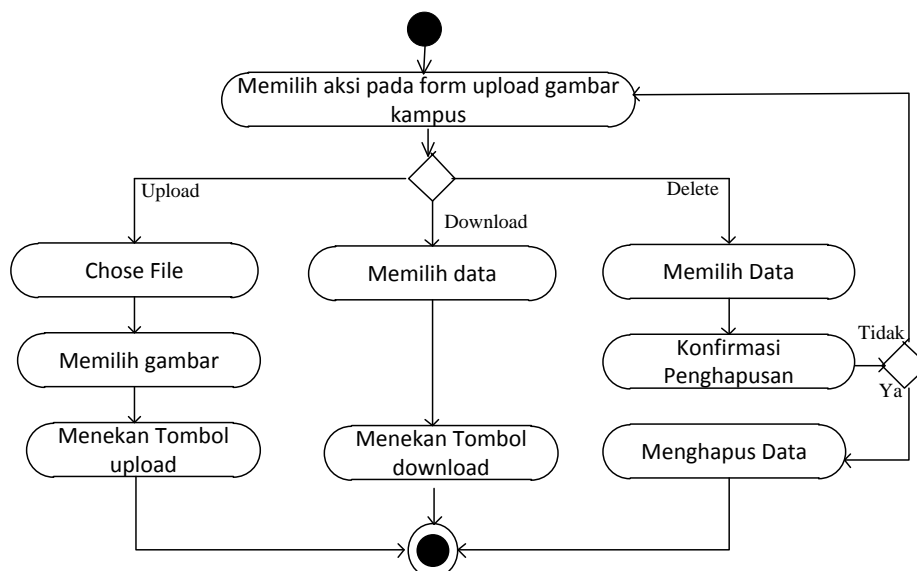 Memilih aksi pada form upload gambar
kampus
Upload
Download
Delete
Chose File
Memilih data
Memilih Data
Memilih gambar
Konfirmasi
Penghapusan
Tidak
Ya
Menekan Tombol
upload
Menekan Tombol
download
Menghapus Data